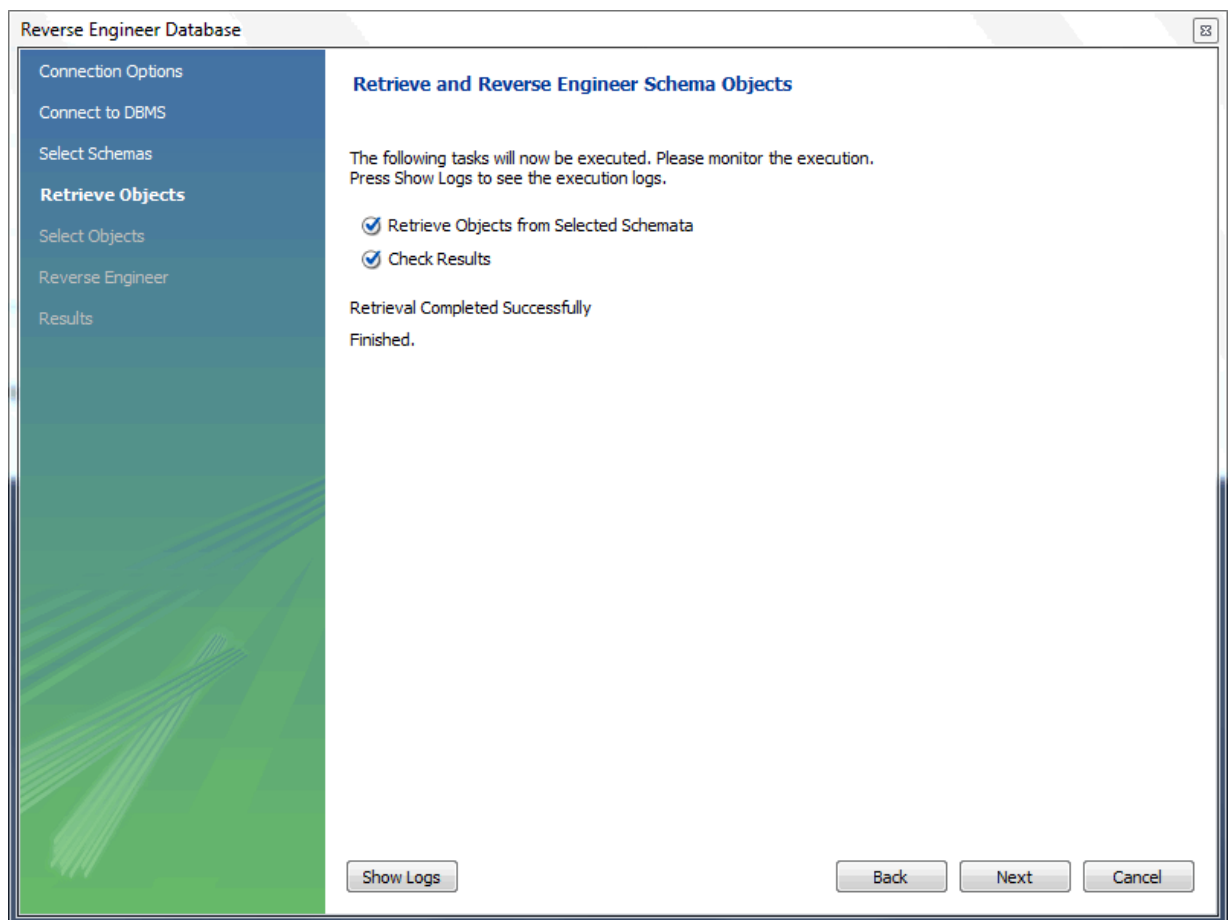 Reverse Engineer Database
Connection Options
Connect to DBMS
Select Schemas
Retrieve Objects
Select Objects
Reverse Engineer
Results
Retrieve and Reverse Engineer Schema Objects
The following tasks will now be executed. Please monitor the execution.
Press Show Logs to see the execution logs.
Retrieve Objects from Selected Schemata
Check Results
Retrieval Completed Successfully
Finished.
Show Logs
Back
Next
Cancel